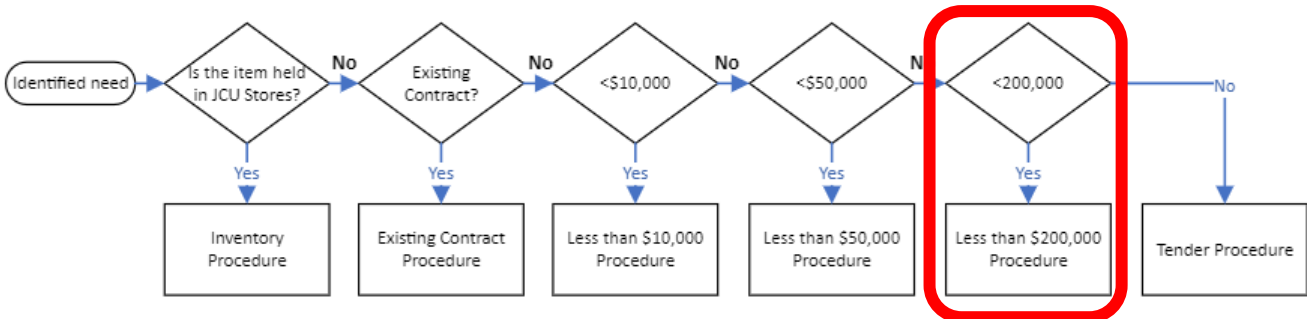 Identified need
Is the item held
in JCU Stores?
No
Existing
Contract?
No
<$10,000
No
<$50,000
N
<200,000
No
Yes
Yes
Yes
Yes
Yes
Inventory
Procedure
Existing Contract
Procedure
Less than $10,000
Procedure
Less than $50,000
Procedure
Less than $200,000
Procedure
Tender Procedure